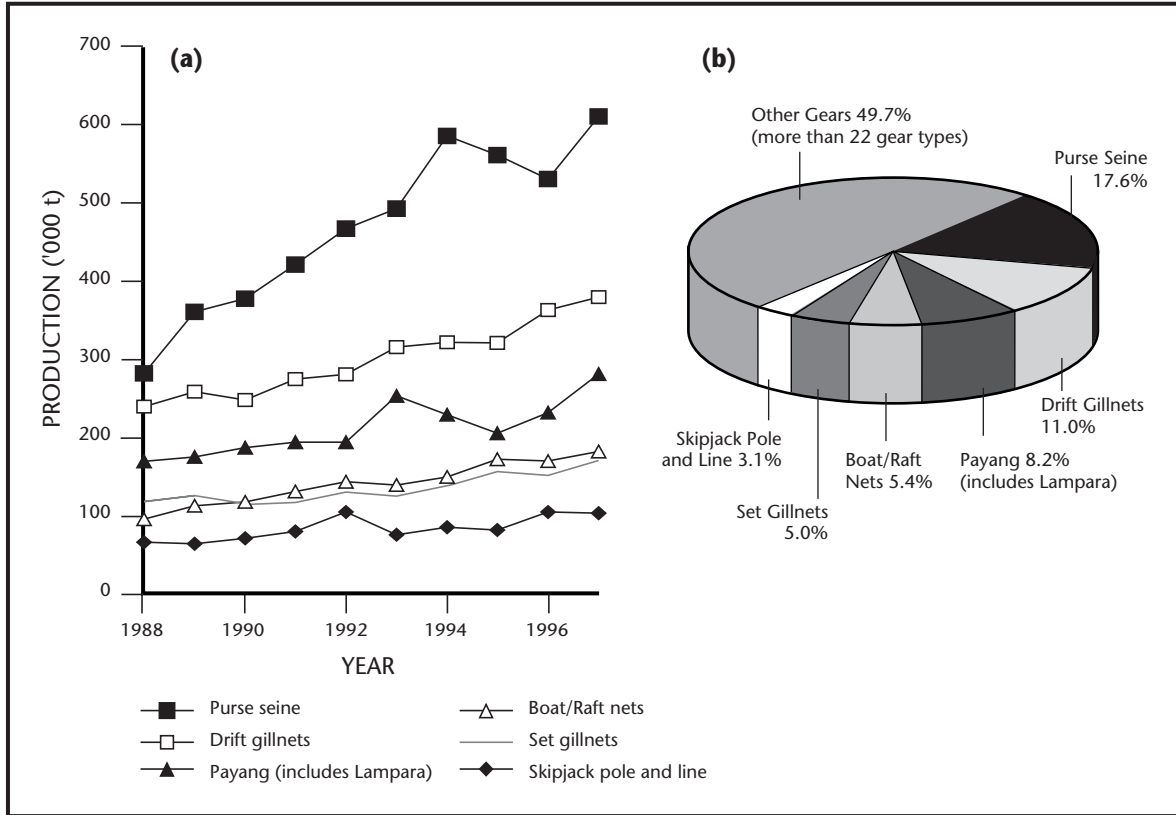 (a)
700
600
500
400
300
200
100
0
PRODUCTION ('000 t)
1988
1990
1992
1994
1996
YEAR
Purse seine
Drift gillnets
Payang (includes Lampara)
Boat/Raft nets
Set gillnets
Skipjack pole and line
(b)
Other Gears 49.7%
(more than 22 gear types)
Purse Seine
17.6%
Drift Gillnets
11.0%
Payang 8.2%
(includes Lampara)
Boat/Raft
Nets 5.4%
Set Gillnets
5.0%
Skipjack Pole
and Line 3.1%